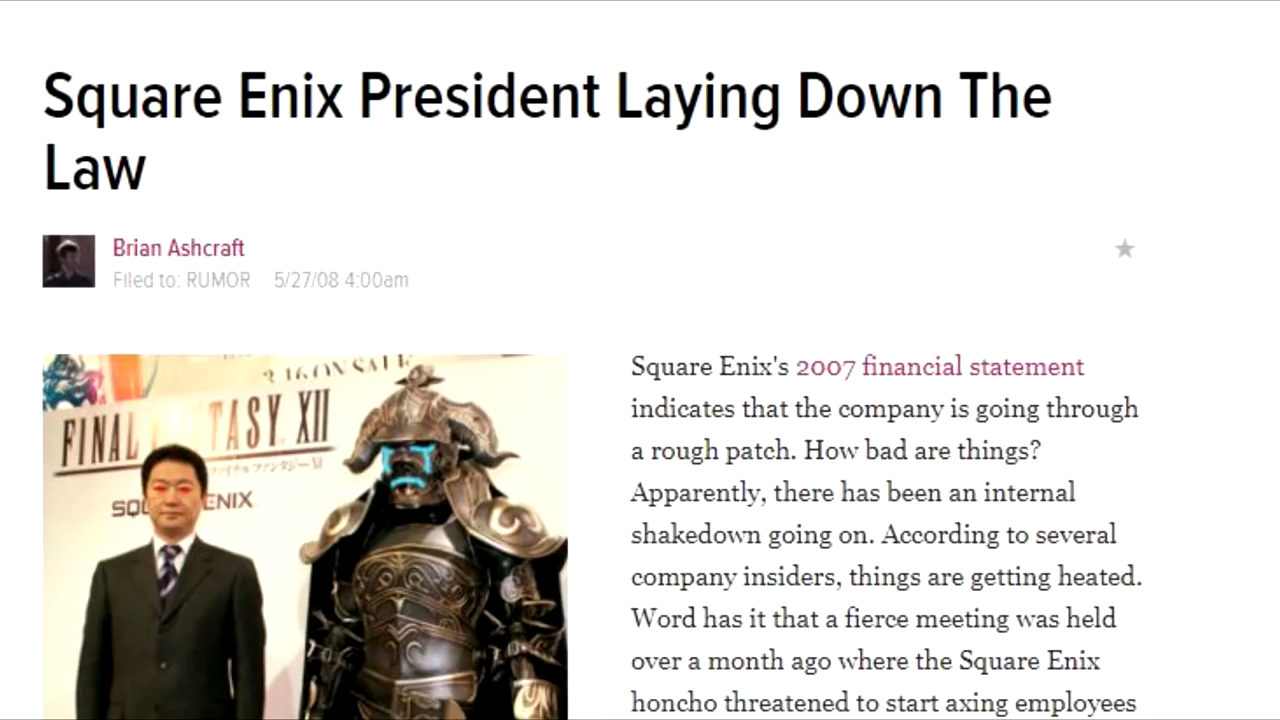 Square Enix President Laying Down The
Law
Brian Ashcraft
Filed to: RUMOR 5/27/08 4:00am
ON SALE
FINAL FANTASY XII
SQU ENIX
Square Enix's 2007 financial statement
indicates that the company is going through
a rough patch. How bad are things?
Apparently, there has been an internal
shakedown going on. According to several
company insiders, things are getting heated.
Word has it that a fierce meeting was held
over a month ago where the Square Enix
honcho threatened to start axing employees